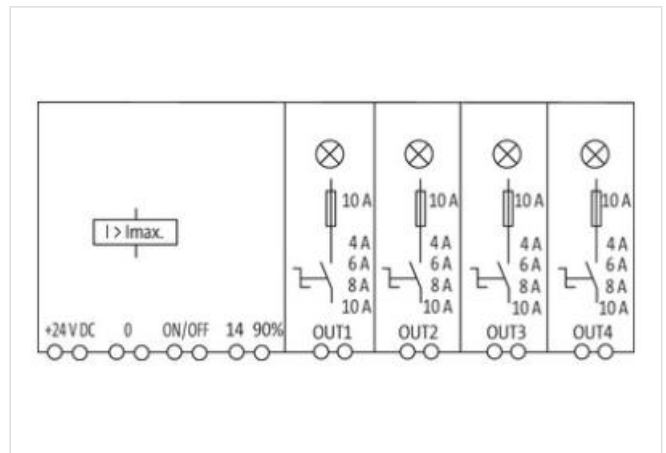 10 A 10 A 10 A 10 A
I > Imax.
4 A 4 A 4 A 4 A
6 A 6 A 6 A 6 A
8 A 8 A 8 A 8 A
10 A 10 A 10 A 10 A
+24 V DC 0 ON/OFF 14 90% OUT1 OUT2 OUT3 OUT4